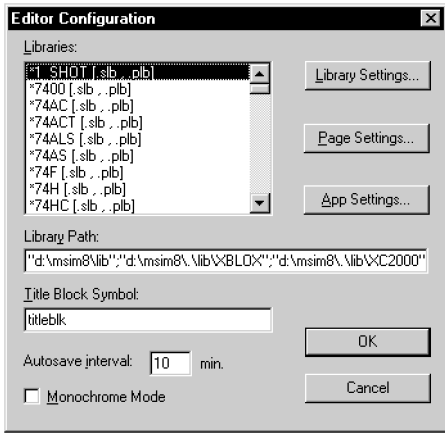 Editor Configuration
Libraries:
*1_SHOT [.slb , .plb]
*7400 [.slb , .plb]
*74AC [.slb , .plb]
*74ACT [.slb , .plb]
*74ALS [.slb , .plb]
*74AS [.slb , .plb]
*74F [.slb , .plb]
*74H [.slb , .plb]
*74HC [.slb , .plb]
Library Settings...
Page Settings...
App Settings...
Library Path:
"d:\msim8\lib";"d:\msim8\.\lib\XBLOX";"d:\msim8\.\lib\XC2000"
Title Block Symbol:
titleblk
Autosave interval: 10 min.
Monochrome Mode
OK
Cancel